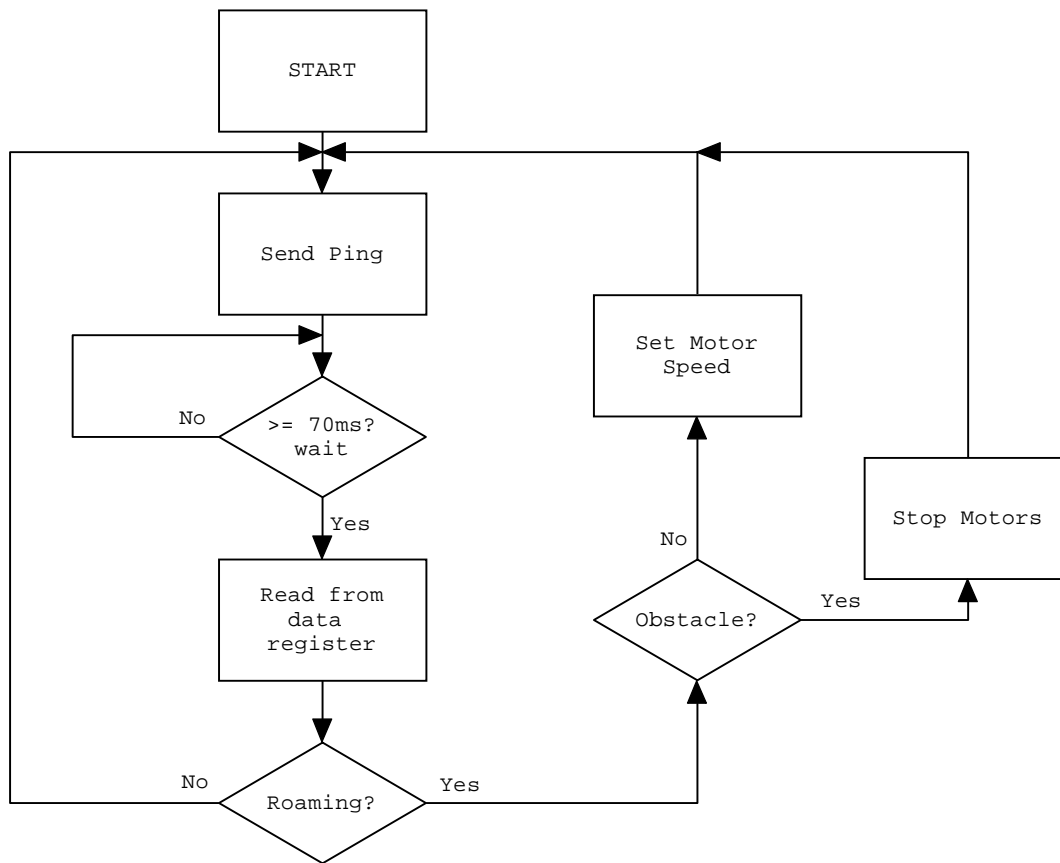 START
Send Ping
Set Motor
Speed
No
>= 70ms?
wait
Yes
Stop Motors
No
Read from
data
register
Obstacle?
Yes
No
Roaming?
Yes